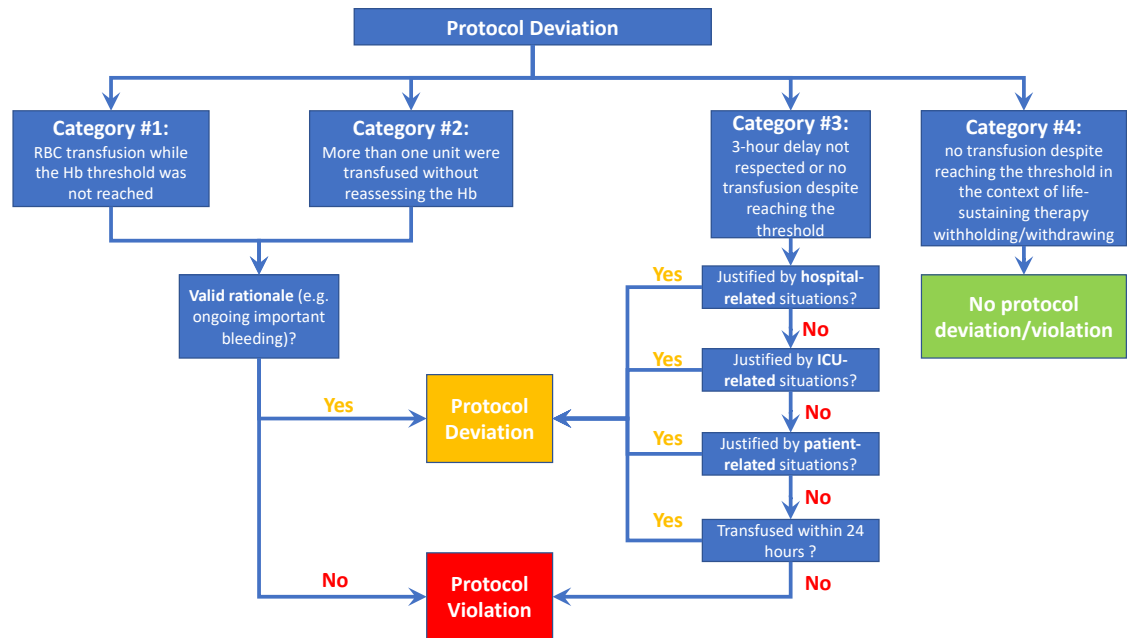 Protocol Deviation
Category #1:
RBC transfusion while
the Hb threshold was
not reached
Category #2:
More than one unit were
transfused without
reassessing the Hb
Category #3:
3-hour delay not
respected or no
transfusion despite
reaching the
threshold
Category #4:
no transfusion despite
reaching the threshold in
the context of life-
sustaining therapy
withholding/withdrawing
Valid rationale (e.g.
ongoing important
bleeding)?
Yes
Justified by hospital-
related situations?
No protocol
deviation/violation
No
Yes
Justified by ICU-
related situations?
Yes
Protocol
Deviation
No
Yes
Justified by patient-
related situations?
No
Yes
Transfused within 24
hours ?
No
Protocol
Violation
No